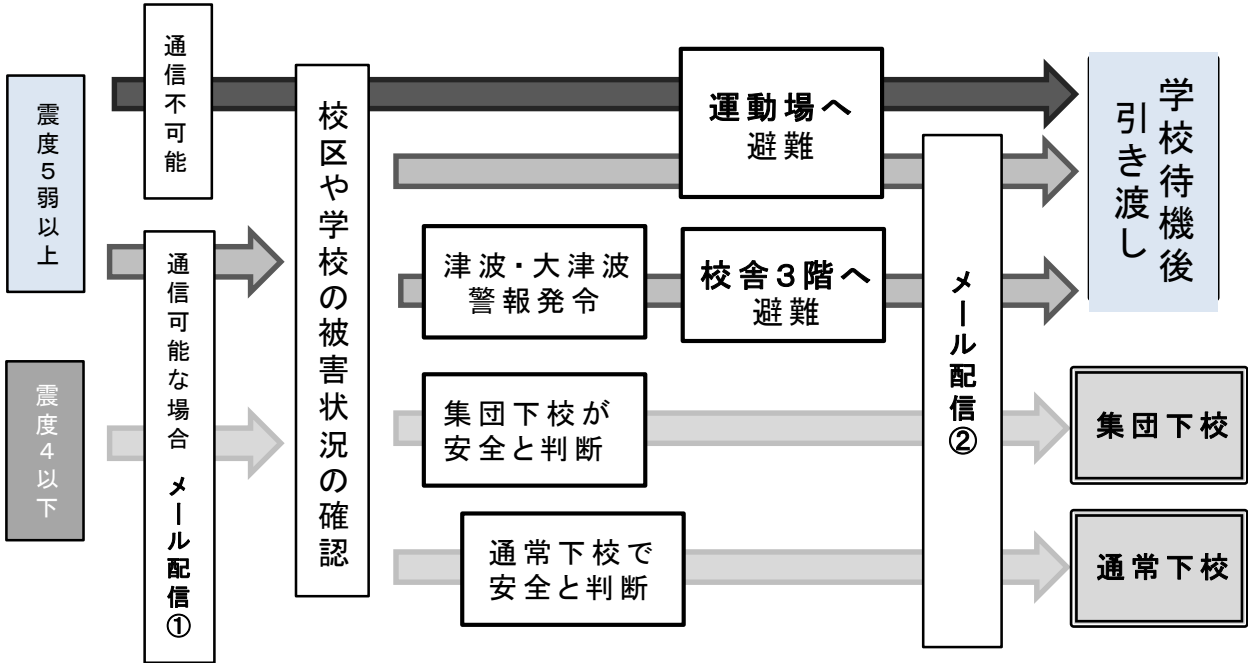 震度5弱以上
震度4以下
通信不可能
通信可能な場合 メール配信①
校区や学校の被害状況の確認
運動場へ
避難
津波・大津波
警報発令
校舎3階へ
避難
集団下校が
安全と判断
通常下校で
安全と判断
メール配信②
学校待機後
引き渡し
集団下校
通常下校